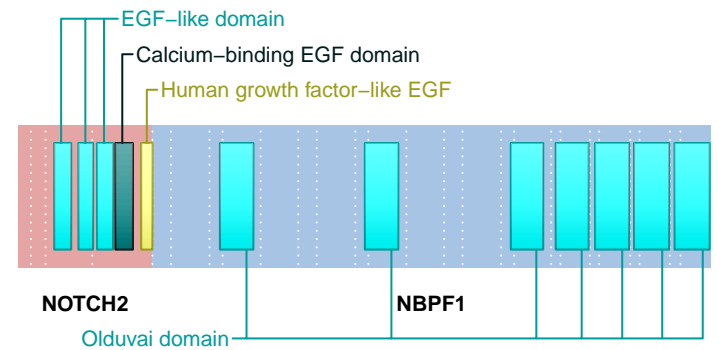 EGF−like domain
Calcium−binding EGF domain
Human growth factor−like EGF
NOTCH2
NBPF1
Olduvai domain